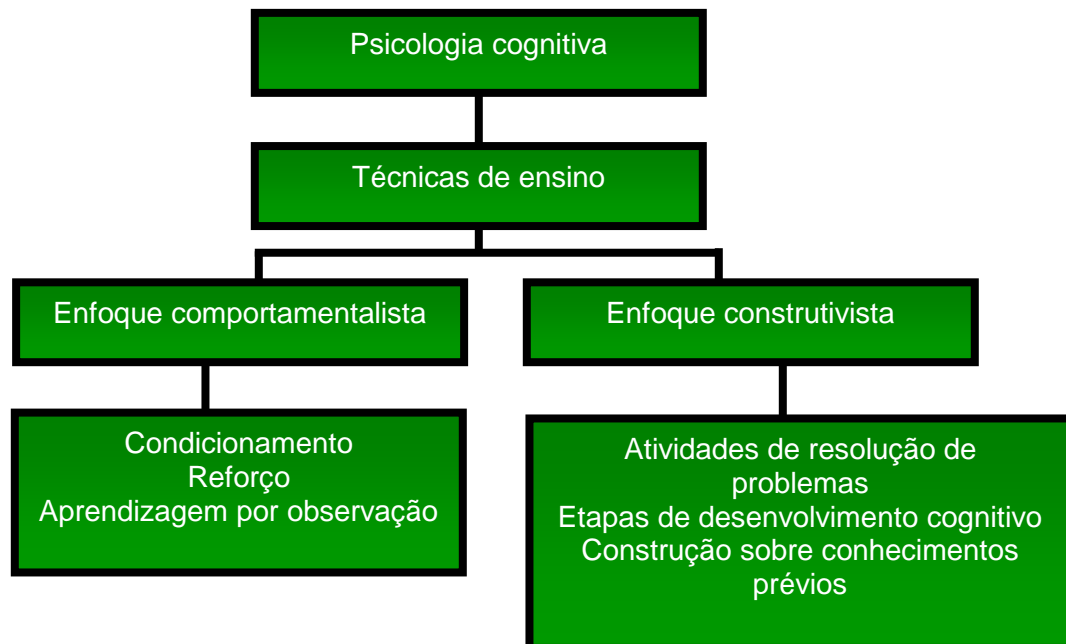 Psicologia cognitiva
Técnicas de ensino
Enfoque comportamentalista
Enfoque construtivista
Condicionamento
Reforço
Aprendizagem por observação
Atividades de resolução de
problemas
Etapas de desenvolvimento cognitivo
Construção sobre conhecimentos
prévios